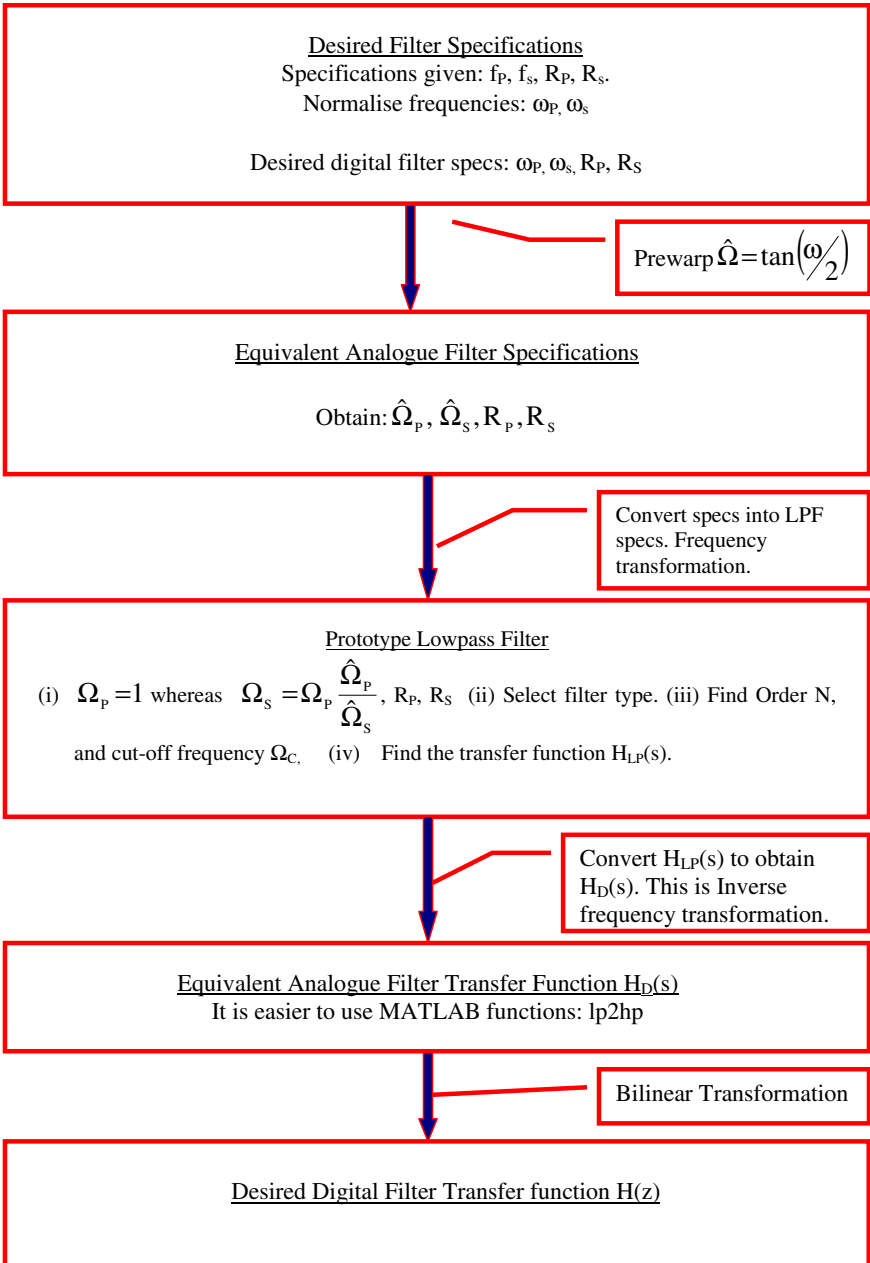 Desired Filter Specifications
Specifications given: fP, fs, RP, Rs.
Normalise frequencies: ωP, ωs
Desired digital filter specs: ωP, ωs, RP, RS
Prewarp Ω̂ = tan(ω/2)
Equivalent Analogue Filter Specifications
Obtain: Ω̂P, Ω̂S, RP, RS
Convert specs into LPF
specs. Frequency
transformation.
Prototype Lowpass Filter
(i) ΩP = 1 whereas ΩS = ΩP Ω̂P/Ω̂S, RP, RS (ii) Select filter type. (iii) Find Order N,
and cut-off frequency ΩC, (iv) Find the transfer function HLP(s).
Convert HLP(s) to obtain
HD(s). This is Inverse
frequency transformation.
Equivalent Analogue Filter Transfer Function HD(s)
It is easier to use MATLAB functions: lp2hp
Bilinear Transformation
Desired Digital Filter Transfer function H(z)